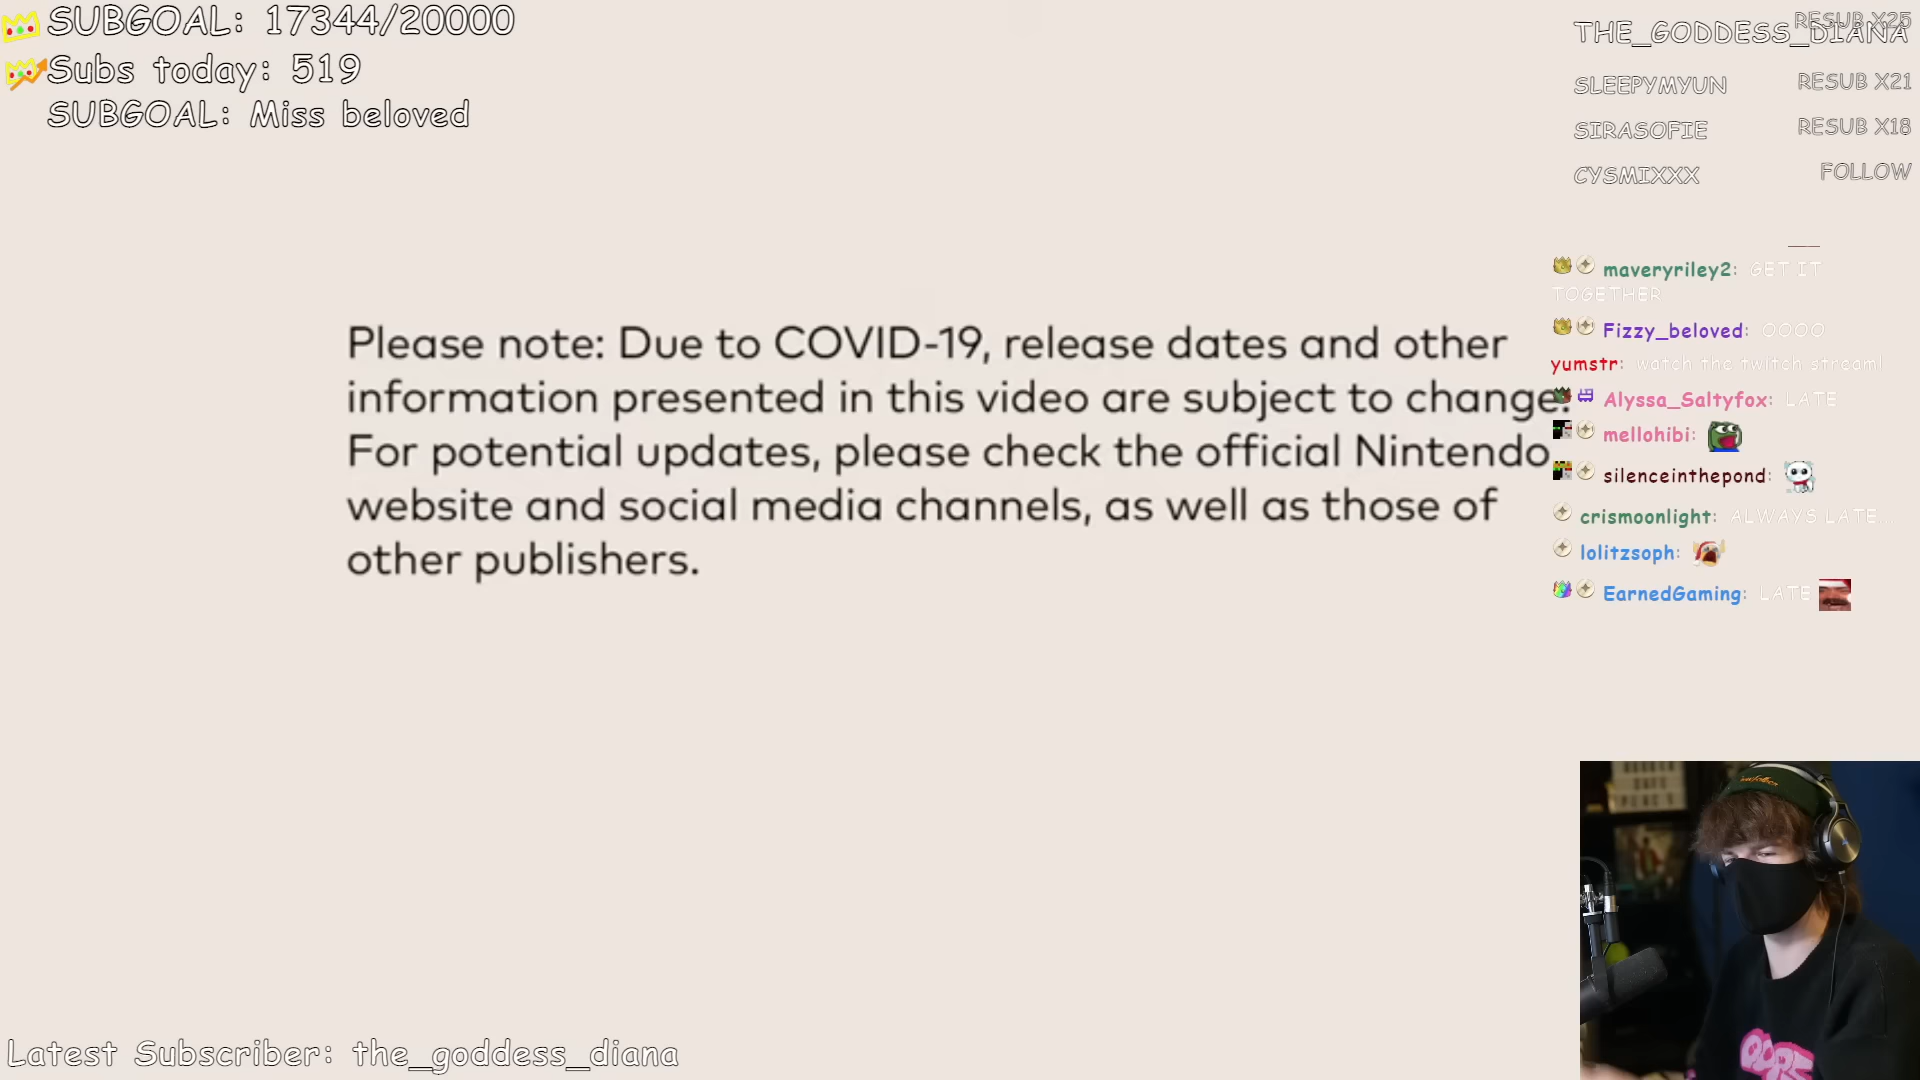 SUBGOAL: 17344/20000
Subs today: 519
SUBGOAL: Miss beloved
THE_GODDESS_DIANA RESUB X25
SLEEPYMYUN RESUB X21
SIRASOFIE RESUB X18
CYSMIXXX FOLLOW
maveryriley2: GET IT
TOGETHER
Fizzy_beloved: OOOO
yumstr: watch the twitch stream!
Alyssa_Saltyfox: LATE
mellohibi:
silenceinthepond:
crismoonlight: ALWAYS LATE
lolitzsoph:
EarnedGaming: LATE
Please note: Due to COVID-19, release dates and other
information presented in this video are subject to change.
For potential updates, please check the official Nintendo
website and social media channels, as well as those of
other publishers.
Latest Subscriber: the_goddess_diana